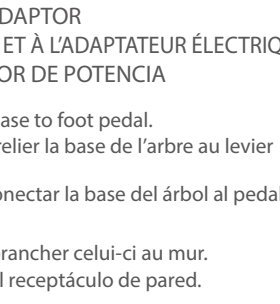 DAPTOR
ET À L’ADAPTATEUR ÉLECTRIQ
OR DE POTENCIA
ase to foot pedal.
relier la base de l’arbre au levier
onectar la base del árbol al pedal
rancher celui-ci au mur.
l receptáculo de pared.